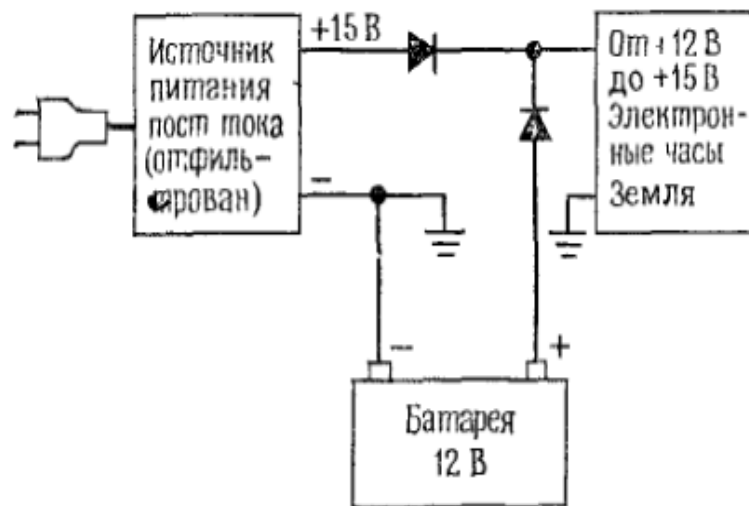 Источник
питания
пост тока
(отфиль-
трован)
+15 В
−
От +12 В
до +15 В
Электрон-
ные часы
Земля
− +
Батарея
12 В